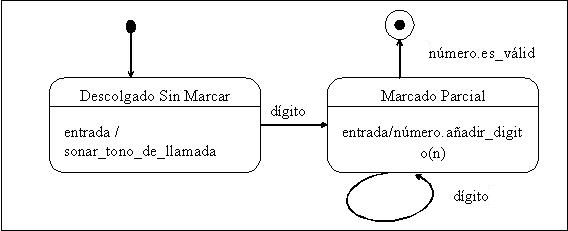 número.es_válid
Descolgado Sin Marcar
entrada /
sonar_tono_de_llamada
dígito
Marcado Parcial
entrada/número.añadir_digit
o(n)
dígito